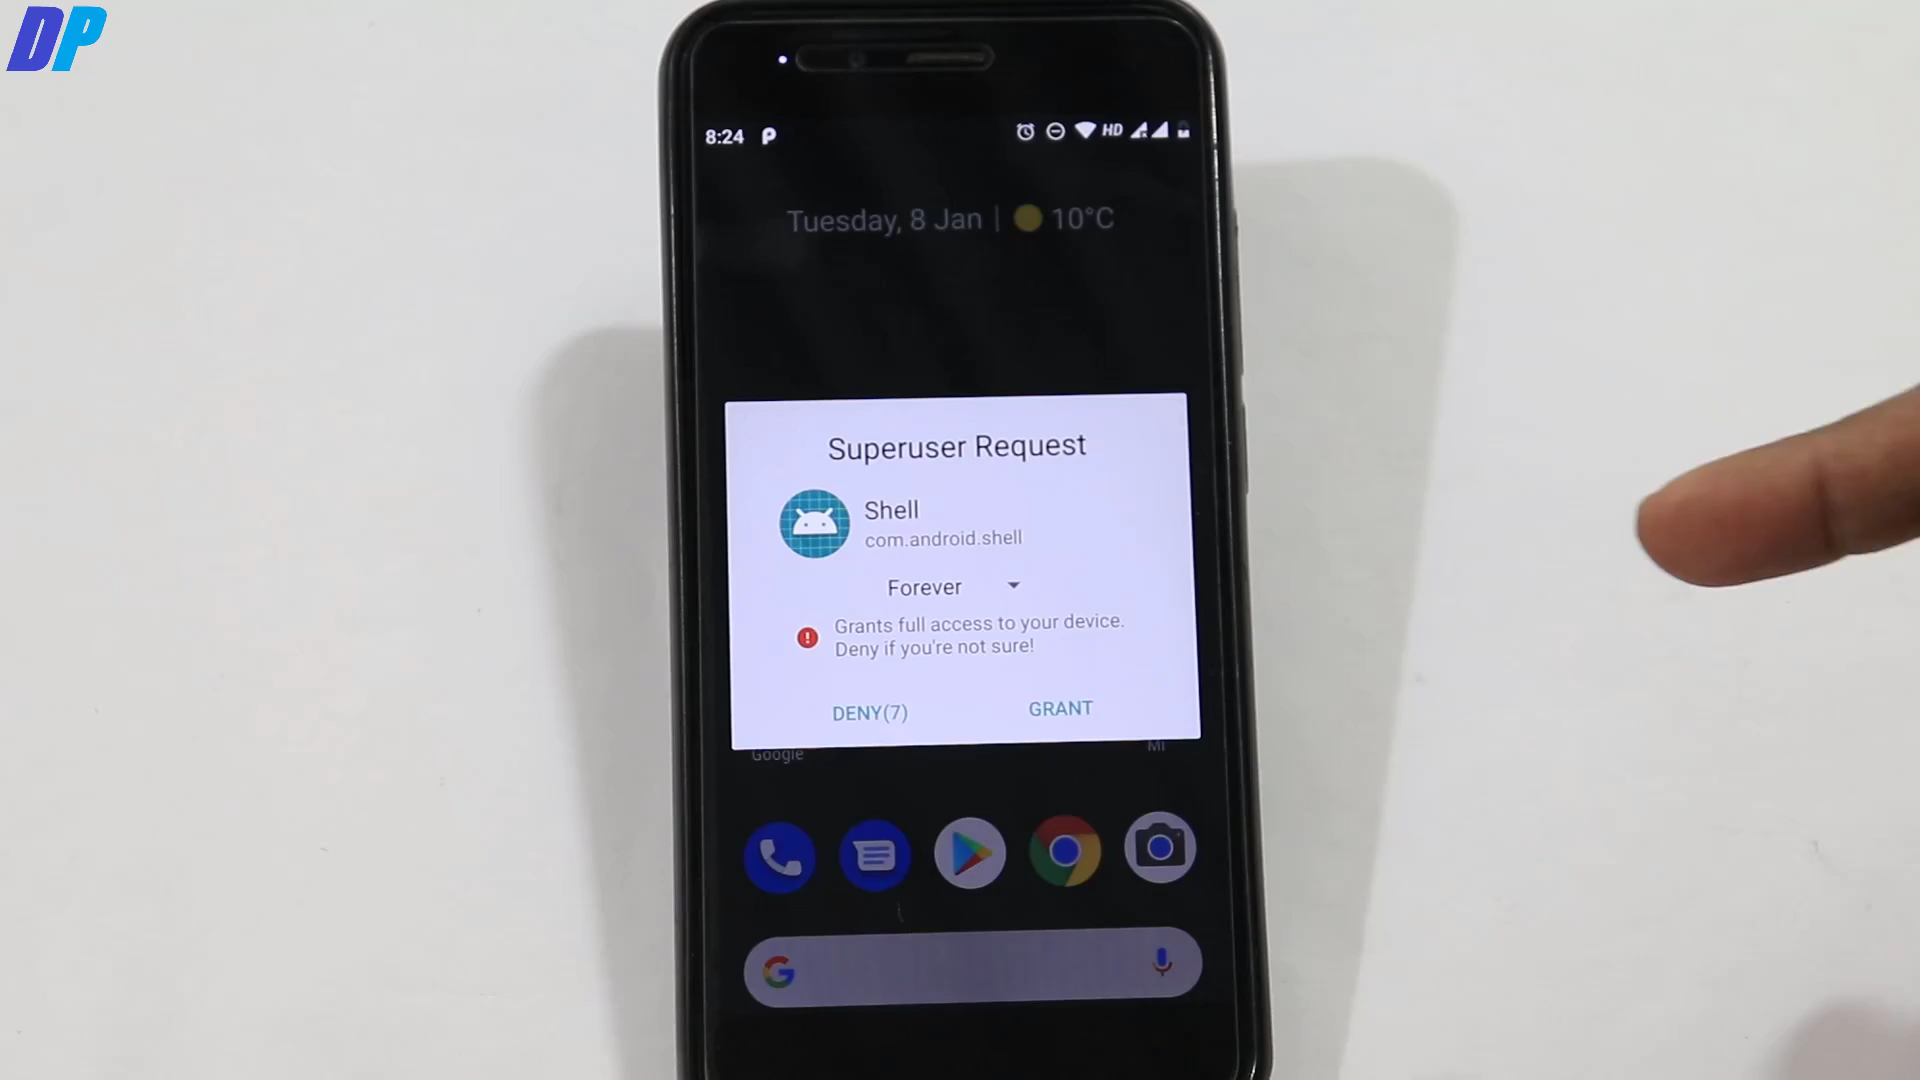 DP
8:24
HD
Tuesday, 8 Jan | 10°C
Superuser Request
Shell
com.android.shell
Forever
Grants full access to your device.
Deny if you're not sure!
DENY(7)
GRANT
Google
MI